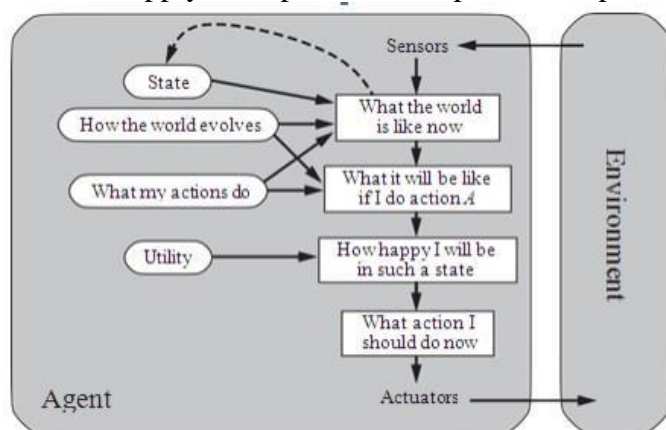 Sensors
State
What the world
is like now
How the world evolves
What my actions do
What it will be like
if I do action A
Utility
How happy I will be
in such a state
What action I
should do now
Agent
Actuators
Environment